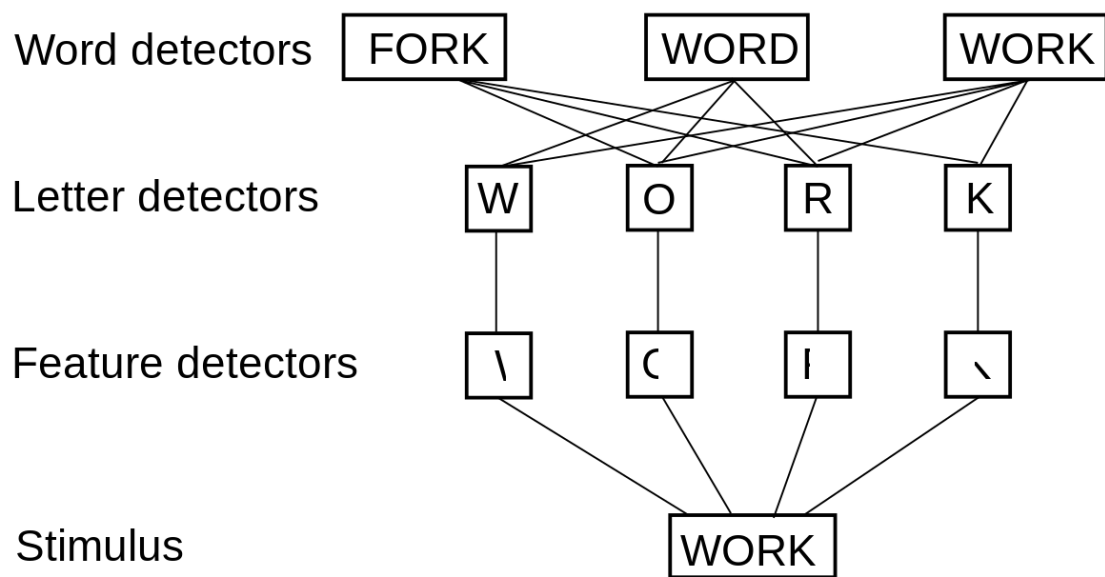 Word detectors FORK WORD WORK
Letter detectors W O R K
Feature detectors
Stimulus WORK